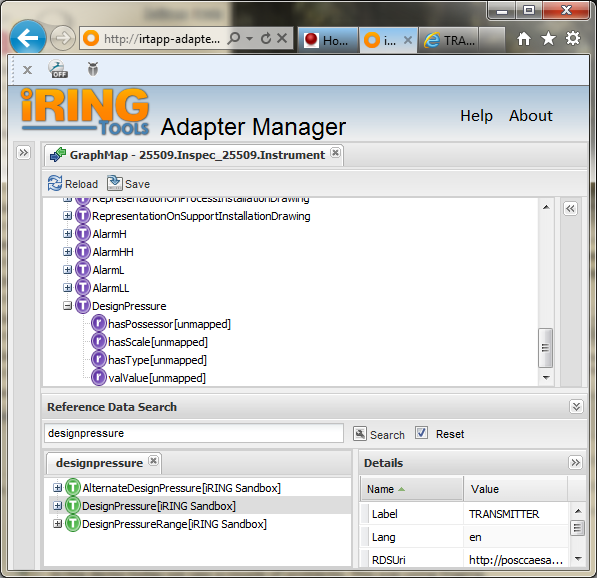 http://irtapp-adapte...
Ho...
i...
TRA...
x
OFF
iRING
TOOLS
Adapter Manager
Help About
GraphMap - 25509.Inspec_25509.Instrument
Reload Save
RepresentationOnProcessInstallationDrawing
RepresentationOnSupportInstallationDrawing
AlarmH
AlarmHH
AlarmL
AlarmLL
DesignPressure
hasPossessor[unmapped]
hasScale[unmapped]
hasType[unmapped]
valValue[unmapped]
Reference Data Search
designpressure
Search Reset
designpressure
AlternateDesignPressure[iRING Sandbox]
DesignPressure[iRING Sandbox]
DesignPressureRange[iRING Sandbox]
Details
Name Value
Label TRANSMITTER
Lang en
RDSUri http://posccaesa...